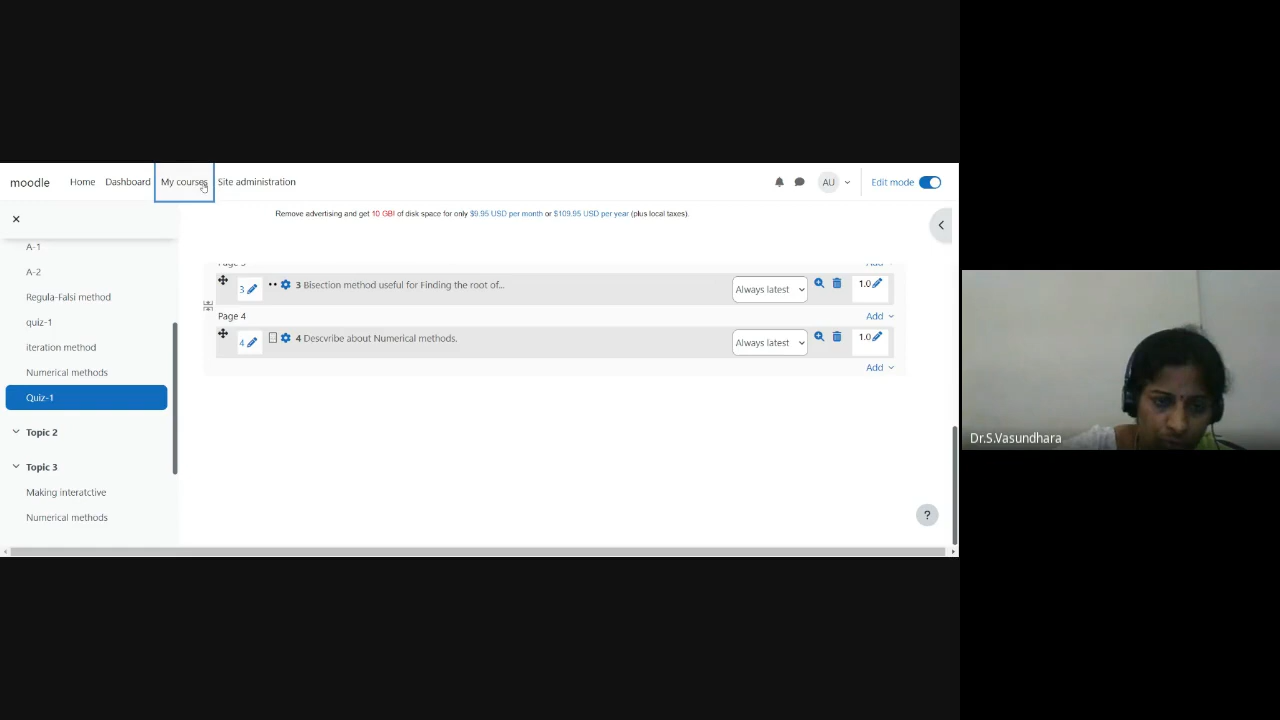 moodle Home Dashboard My courses Site administration AU Edit mode
Remove advertising and get 10 GB! of disk space for only $9.95 USD per month or $109.95 USD per year (plus local taxes).
A-1
A-2
Regula-Falsi method
quiz-1
iteration method
Numerical methods
Quiz-1
Topic 2
Topic 3
Making interatctive
Numerical methods
3 3 Bisection method useful for Finding the root of... Always latest 1.0
Page 4 Add
4 4 Descvribe about Numerical methods. Always latest 1.0
Add
?
Dr.S.Vasundhara